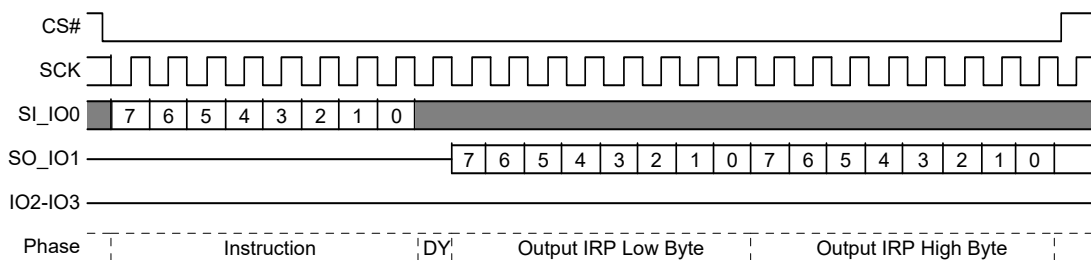 CS#
SCK
SI_IO0 7 6 5 4 3 2 1 0
SO_IO1 7 6 5 4 3 2 1 0 7 6 5 4 3 2 1 0
IO2-IO3
Phase Instruction DY Output IRP Low Byte Output IRP High Byte